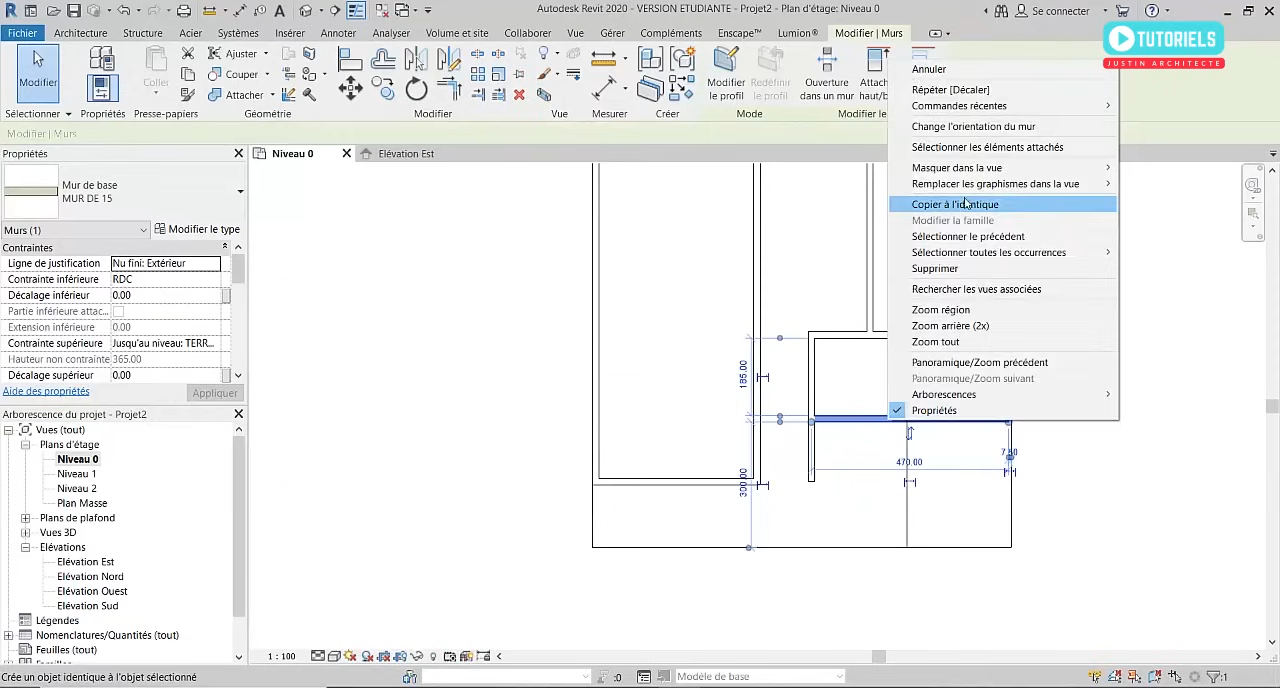 Autodesk Revit 2020 - VERSION ETUDIANTE - Projet2 - Plan d'étage: Niveau 0
Se connecter
Fichier Architecture Structure Acier Systèmes Insérer Annoter Analyser Volume et site Collaborer Vue Gérer Compléments Enscape™ Lumion® Modifier | Murs
TUTORIELS
JUSTIN ARCHITECTE
Modifier
Coller
Ajuster
Couper
Attacher
Modifier
le profil
Redéfinir
le profil
Ouverture
dans un mur
Attach
haut/b
Sélectionner Propriétés Presse-papiers Géométrie Modifier Vue Mesurer Créer Mode Modifier le
Modifier | Murs
Propriétés
Niveau 0
Elévation Est
Mur de base
MUR DE 15
Murs (1)
Modifier le type
Contraintes
Ligne de justification Nu fini: Extérieur
Contrainte inférieure RDC
Décalage inférieur 0.00
Partie inférieure attac...
Extension inférieure 0.00
Contrainte supérieure Jusqu'au niveau: TERR...
Hauteur non contrainte 365.00
Décalage supérieur 0.00
Aide des propriétés
Appliquer
Arborescence du projet - Projet2
Vues (tout)
Plans d'étage
Niveau 0
Niveau 1
Niveau 2
Plan Masse
Plans de plafond
Vues 3D
Elévations
Elévation Est
Elévation Nord
Elévation Ouest
Elévation Sud
Légendes
Nomenclatures/Quantités (tout)
Feuilles (tout)
Annuler
Répéter [Décaler]
Commandes récentes
Change l'orientation du mur
Sélectionner les éléments attachés
Masquer dans la vue
Remplacer les graphismes dans la vue
Copier à l'identique
Modifier la famille
Sélectionner le précédent
Sélectionner toutes les occurrences
Supprimer
Rechercher les vues associées
Zoom région
Zoom arrière (2x)
Zoom tout
Panoramique/Zoom précédent
Panoramique/Zoom suivant
Arborescences
Propriétés
185.00
300.00
470.00
1 : 100
Crée un objet identique à l'objet sélectionné
:0
Modèle de base
:1